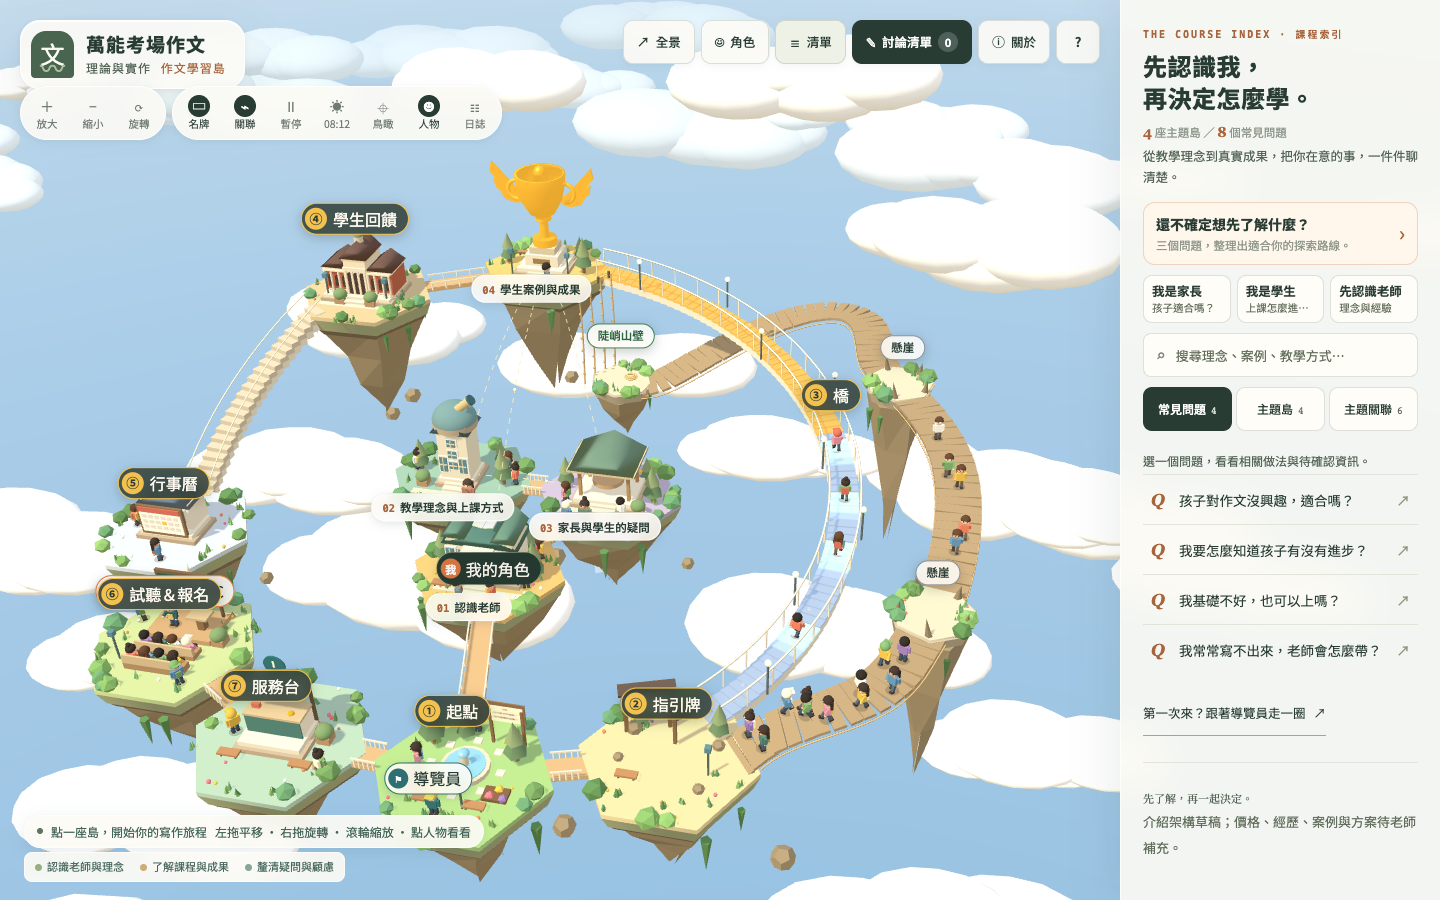 文
萬能考場作文
理論與實作 作文學習島
放大
縮小
旋轉
名牌
關聯
暫停
08:12
鳥瞰
人物
日誌
全景
角色
清單
討論清單 0
關於
?
④ 學生回饋
04 學生案例與成果
陡峭山壁
懸崖
③ 橋
⑤ 行事曆
02 教學理念與上課方式
03 家長與學生的疑問
我 我的角色
01 認識老師
懸崖
⑥ 試聽＆報名
⑦ 服務台
① 起點
② 指引牌
導覽員
點一座島，開始你的寫作旅程 左拖平移 · 右拖旋轉 · 滾輪縮放 · 點人物看看
認識老師與理念
了解課程與成果
釐清疑問與顧慮
THE COURSE INDEX · 課程索引
先認識我，
再決定怎麼學。
4 座主題島 ／ 8 個常見問題
從教學理念到真實成果，把你在意的事，一件件聊
清楚。
還不確定想先了解什麼？
三個問題，整理出適合你的探索路線。
我是家長
孩子適合嗎？
我是學生
上課怎麼進…
先認識老師
理念與經驗
搜尋理念、案例、教學方式…
常見問題 4
主題島 4
主題關聯 6
選一個問題，看看相關做法與待確認資訊。
Q 孩子對作文沒興趣，適合嗎？
Q 我要怎麼知道孩子有沒有進步？
Q 我基礎不好，也可以上嗎？
Q 我常常寫不出來，老師會怎麼帶？
第一次來？跟著導覽員走一圈 ↗
先了解，再一起決定。
介紹架構草稿；價格、經歷、案例與方案待老師
補充。